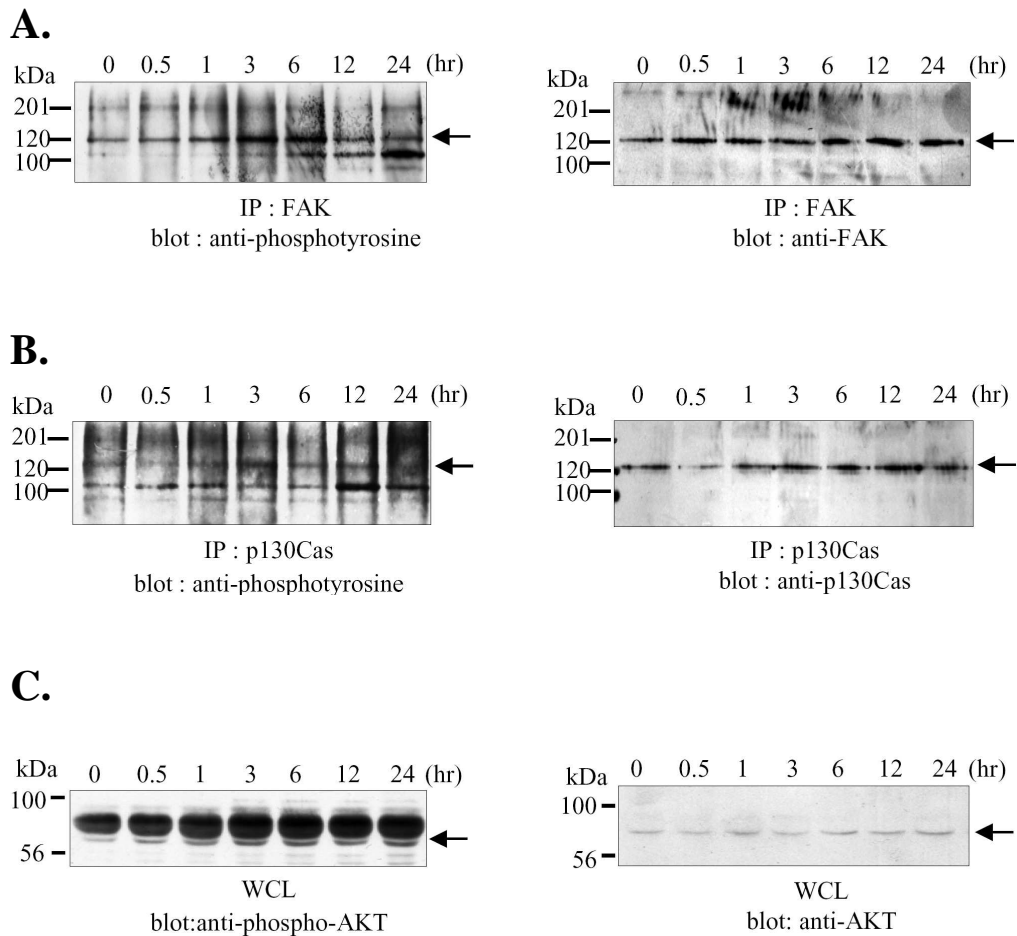 A.
0 0.5 1 3 6 12 24 (hr)
kDa
201
120
100
IP : FAK
blot : anti-phosphotyrosine
0 0.5 1 3 6 12 24 (hr)
kDa
201
120
100
IP : FAK
blot : anti-FAK
B.
0 0.5 1 3 6 12 24 (hr)
kDa
201
120
100
IP : p130Cas
blot : anti-phosphotyrosine
0 0.5 1 3 6 12 24 (hr)
kDa
201
120
100
IP : p130Cas
blot : anti-p130Cas
C.
0 0.5 1 3 6 12 24 (hr)
kDa
100
56
WCL
blot:anti-phospho-AKT
0 0.5 1 3 6 12 24 (hr)
kDa
100
56
WCL
blot: anti-AKT